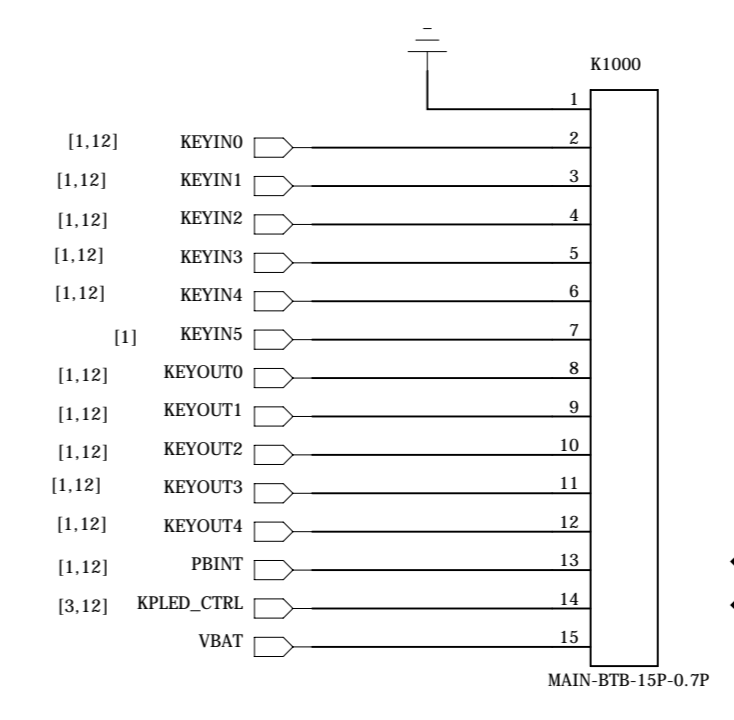 K1000
1
[1,12] KEYIN0 2
[1,12] KEYIN1 3
[1,12] KEYIN2 4
[1,12] KEYIN3 5
[1,12] KEYIN4 6
[1] KEYIN5 7
[1,12] KEYOUT0 8
[1,12] KEYOUT1 9
[1,12] KEYOUT2 10
[1,12] KEYOUT3 11
[1,12] KEYOUT4 12
[1,12] PBINT 13
[3,12] KPLED_CTRL 14
VBAT 15
MAIN-BTB-15P-0.7P